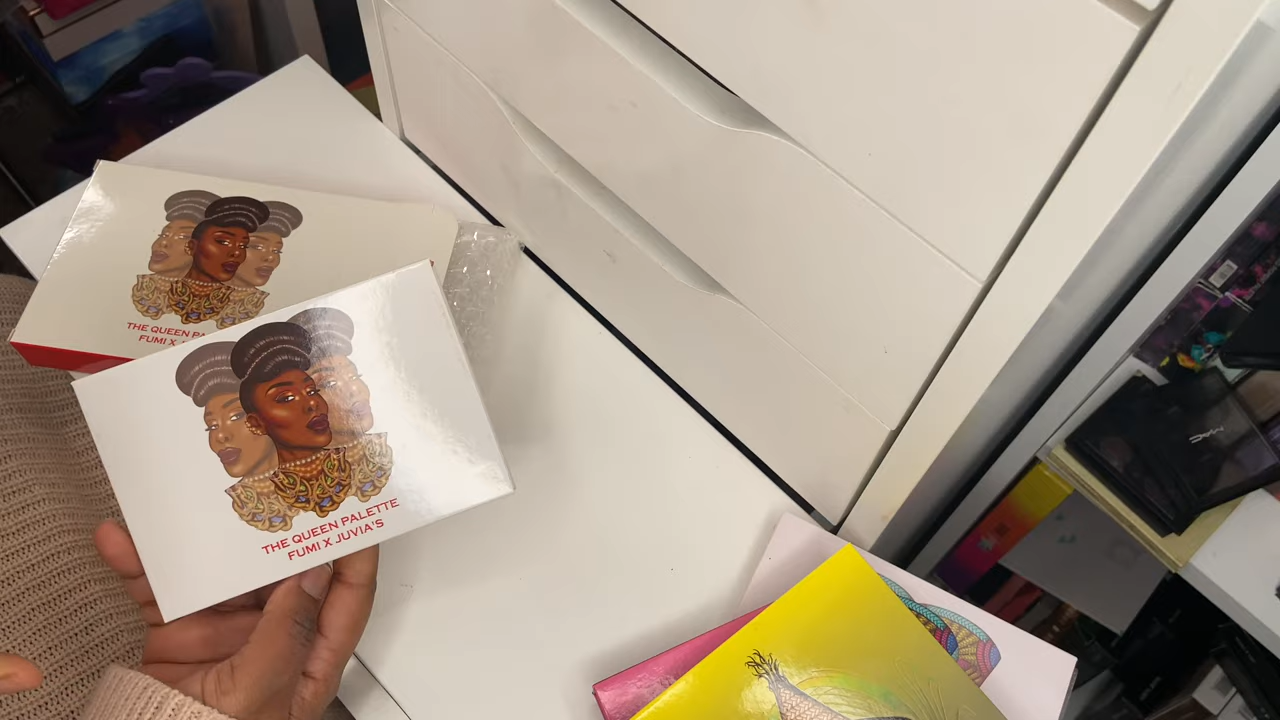 THE QUEEN PA
FUMI X J
THE QUEEN PALETTE
FUMI X JUVIA'S
MAC